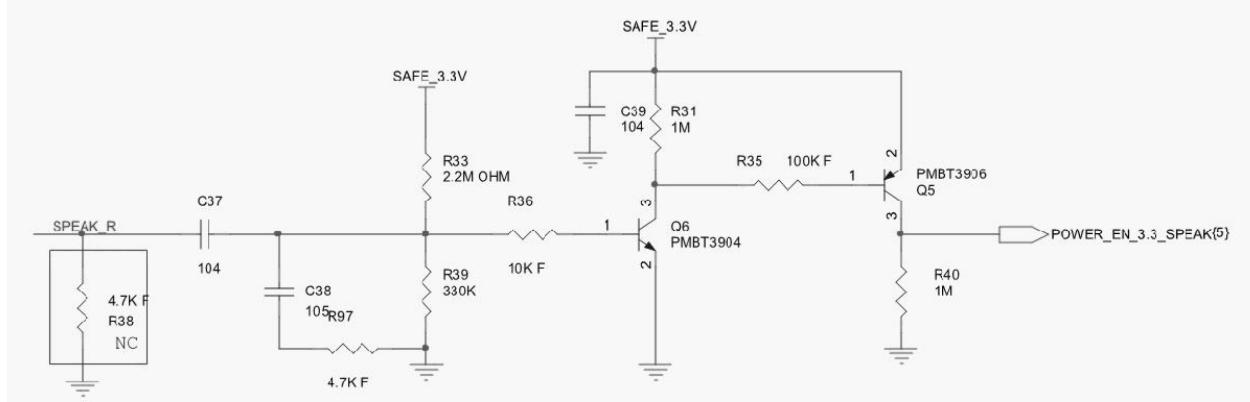 SAFE_3.3V
SAFE_3.3V
C39
104
R31
1M
R33
2.2M OHM
R35
100K F
1
2
PMBT3906
Q5
3
C37
R36
3
Q6
PMBT3904
SPEAK_R
1
POWER_EN_3.3_SPEAK{5}
104
10K F
2
R39
330K
R40
1M
4.7K F
R38
NC
C38
105
R97
4.7K F